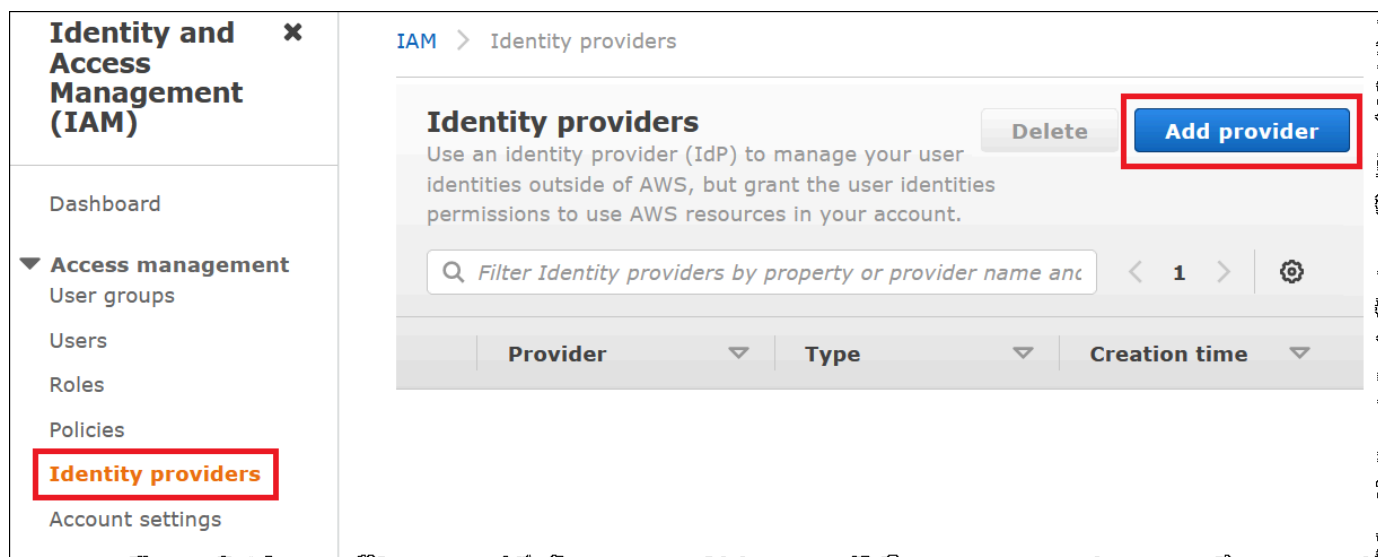 Identity and
Access
Management
(IAM)
Dashboard
Access management
User groups
Users
Roles
Policies
Identity providers
Account settings
IAM > Identity providers
Identity providers
Use an identity provider (IdP) to manage your user
identities outside of AWS, but grant the user identities
permissions to use AWS resources in your account.
Delete
Add provider
Filter Identity providers by property or provider name and
1
Provider
Type
Creation time